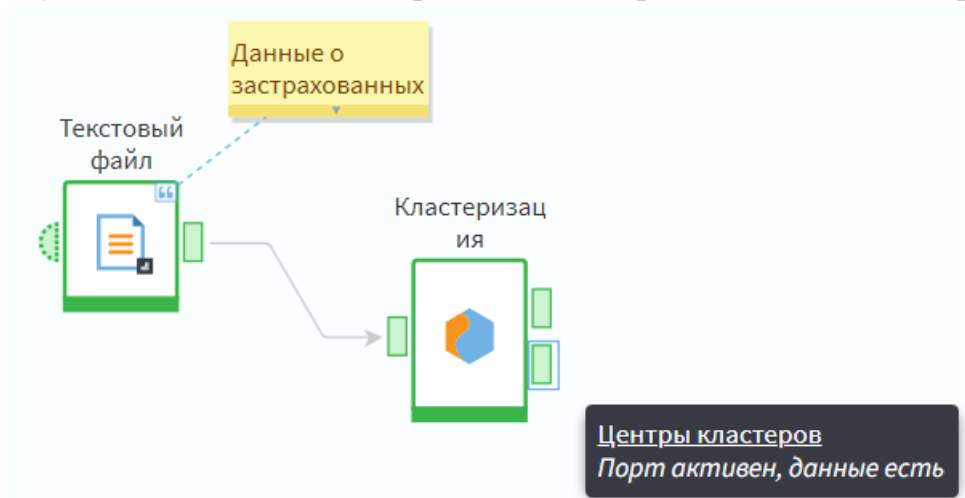 Данные о
застрахованных
Текстовый
файл
Кластеризац
ия
Центры кластеров
Порт активен, данные есть